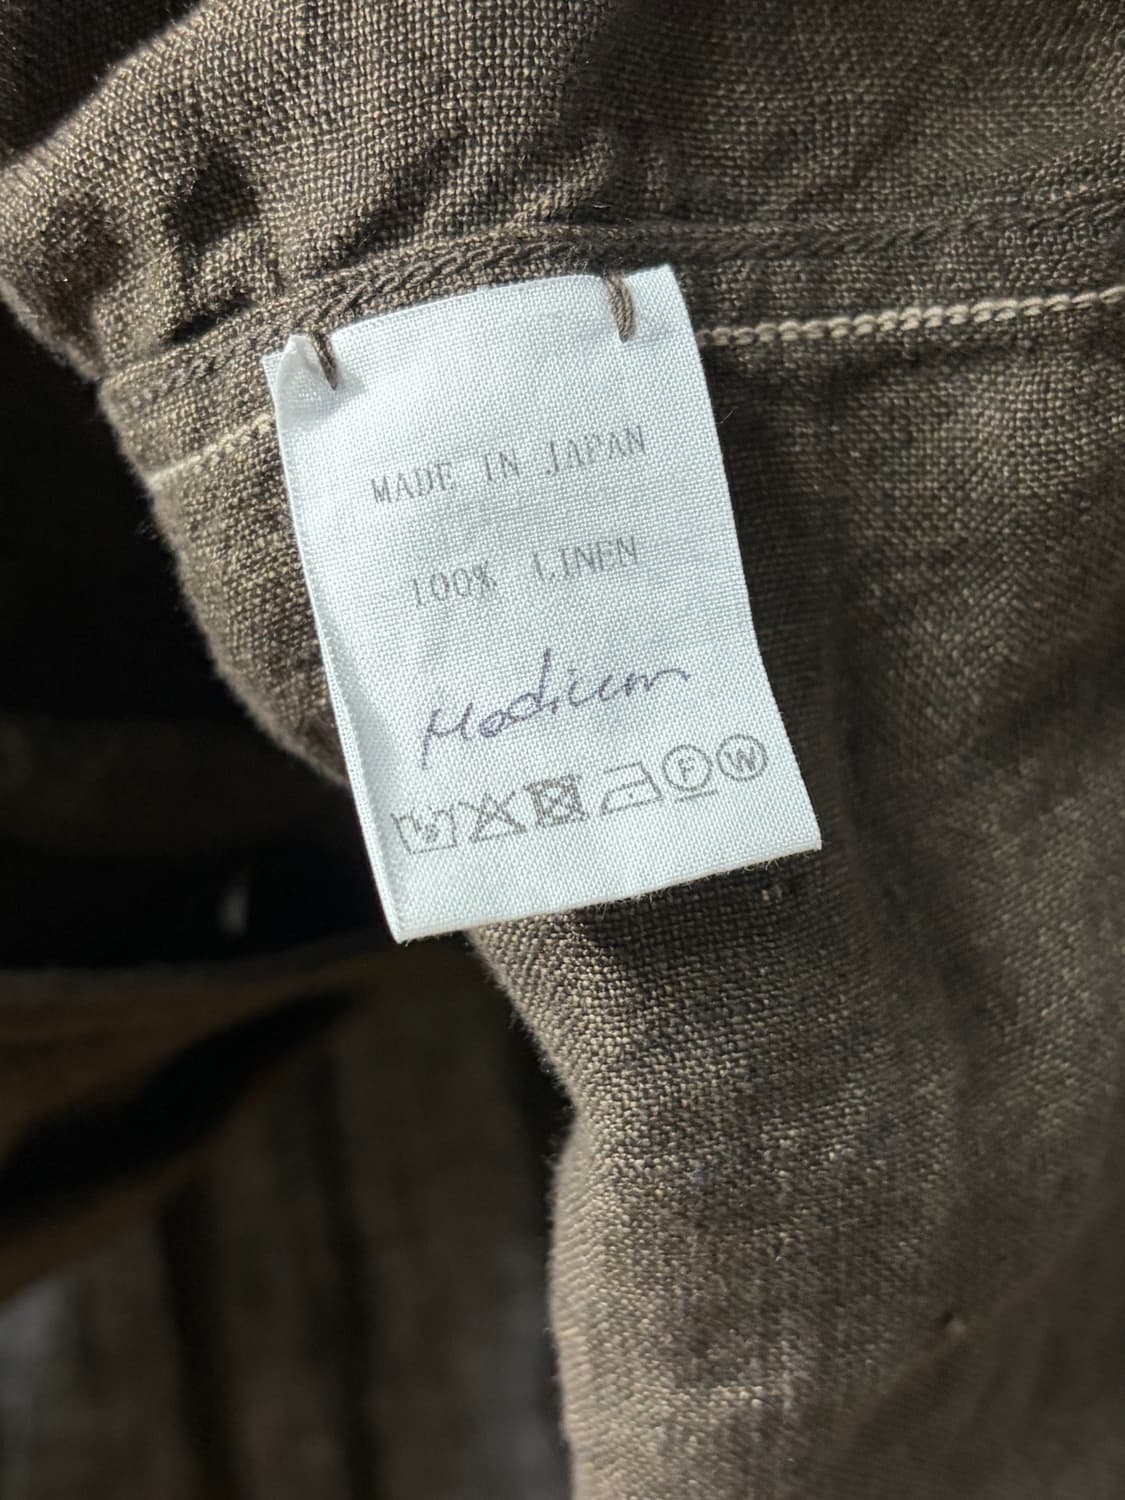 MADE IN JAPAN
100% LINEN
Medium
F W